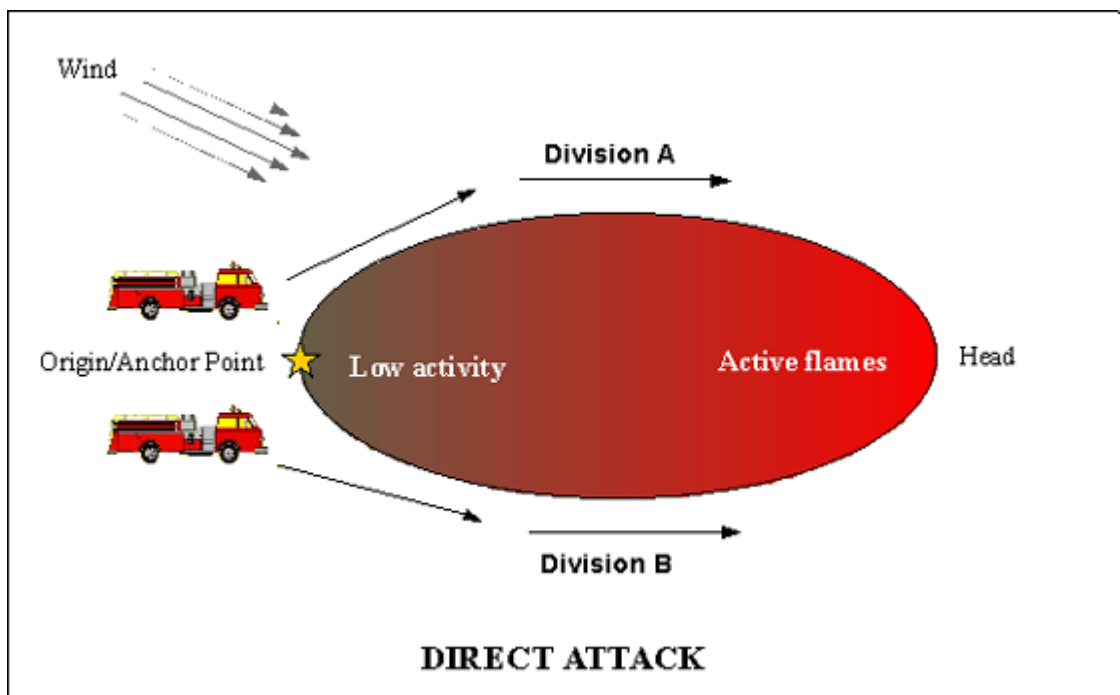 Wind
Division A
Origin/Anchor Point
Low activity
Active flames
Head
Division B
DIRECT ATTACK